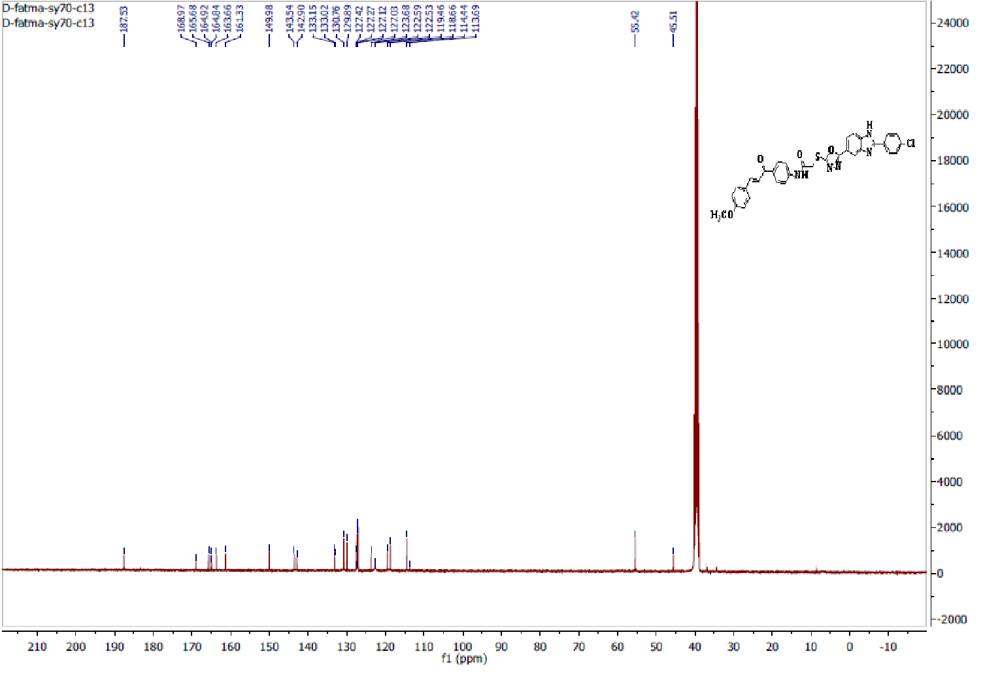 D-fatma-sy70-c13
D-fatma-sy70-c13
187.53
168.97
165.68
164.92
164.84
163.66
161.33
149.98
143.54
142.90
133.15
133.02
130.76
129.89
127.42
127.27
127.12
127.03
123.68
122.59
122.53
119.46
118.66
114.44
113.69
55.42
45.51
24000
22000
20000
18000
16000
14000
12000
10000
8000
6000
4000
2000
0
-2000
H
N
N
Cl
O
N N
S
O
NH
O
H3CO
210 200 190 180 170 160 150 140 130 120 110 100 90 80 70 60 50 40 30 20 10 0 -10
f1 (ppm)